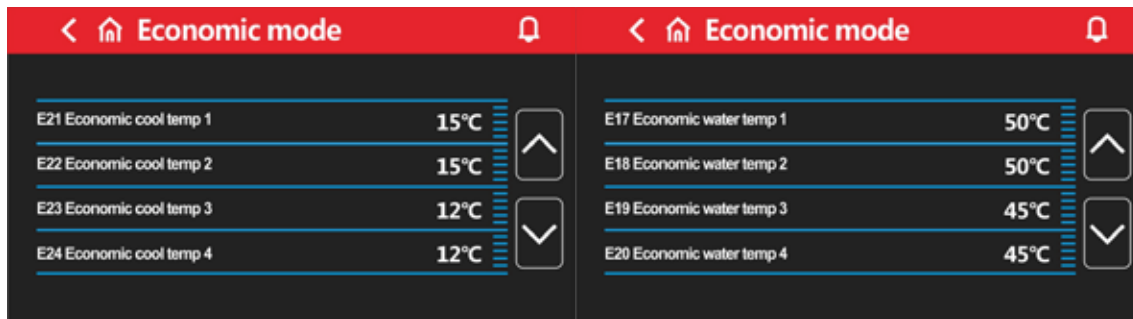 Economic mode
E21 Economic cool temp 1 15°C
E22 Economic cool temp 2 15°C
E23 Economic cool temp 3 12°C
E24 Economic cool temp 4 12°C
Economic mode
E17 Economic water temp 1 50°C
E18 Economic water temp 2 50°C
E19 Economic water temp 3 45°C
E20 Economic water temp 4 45°C